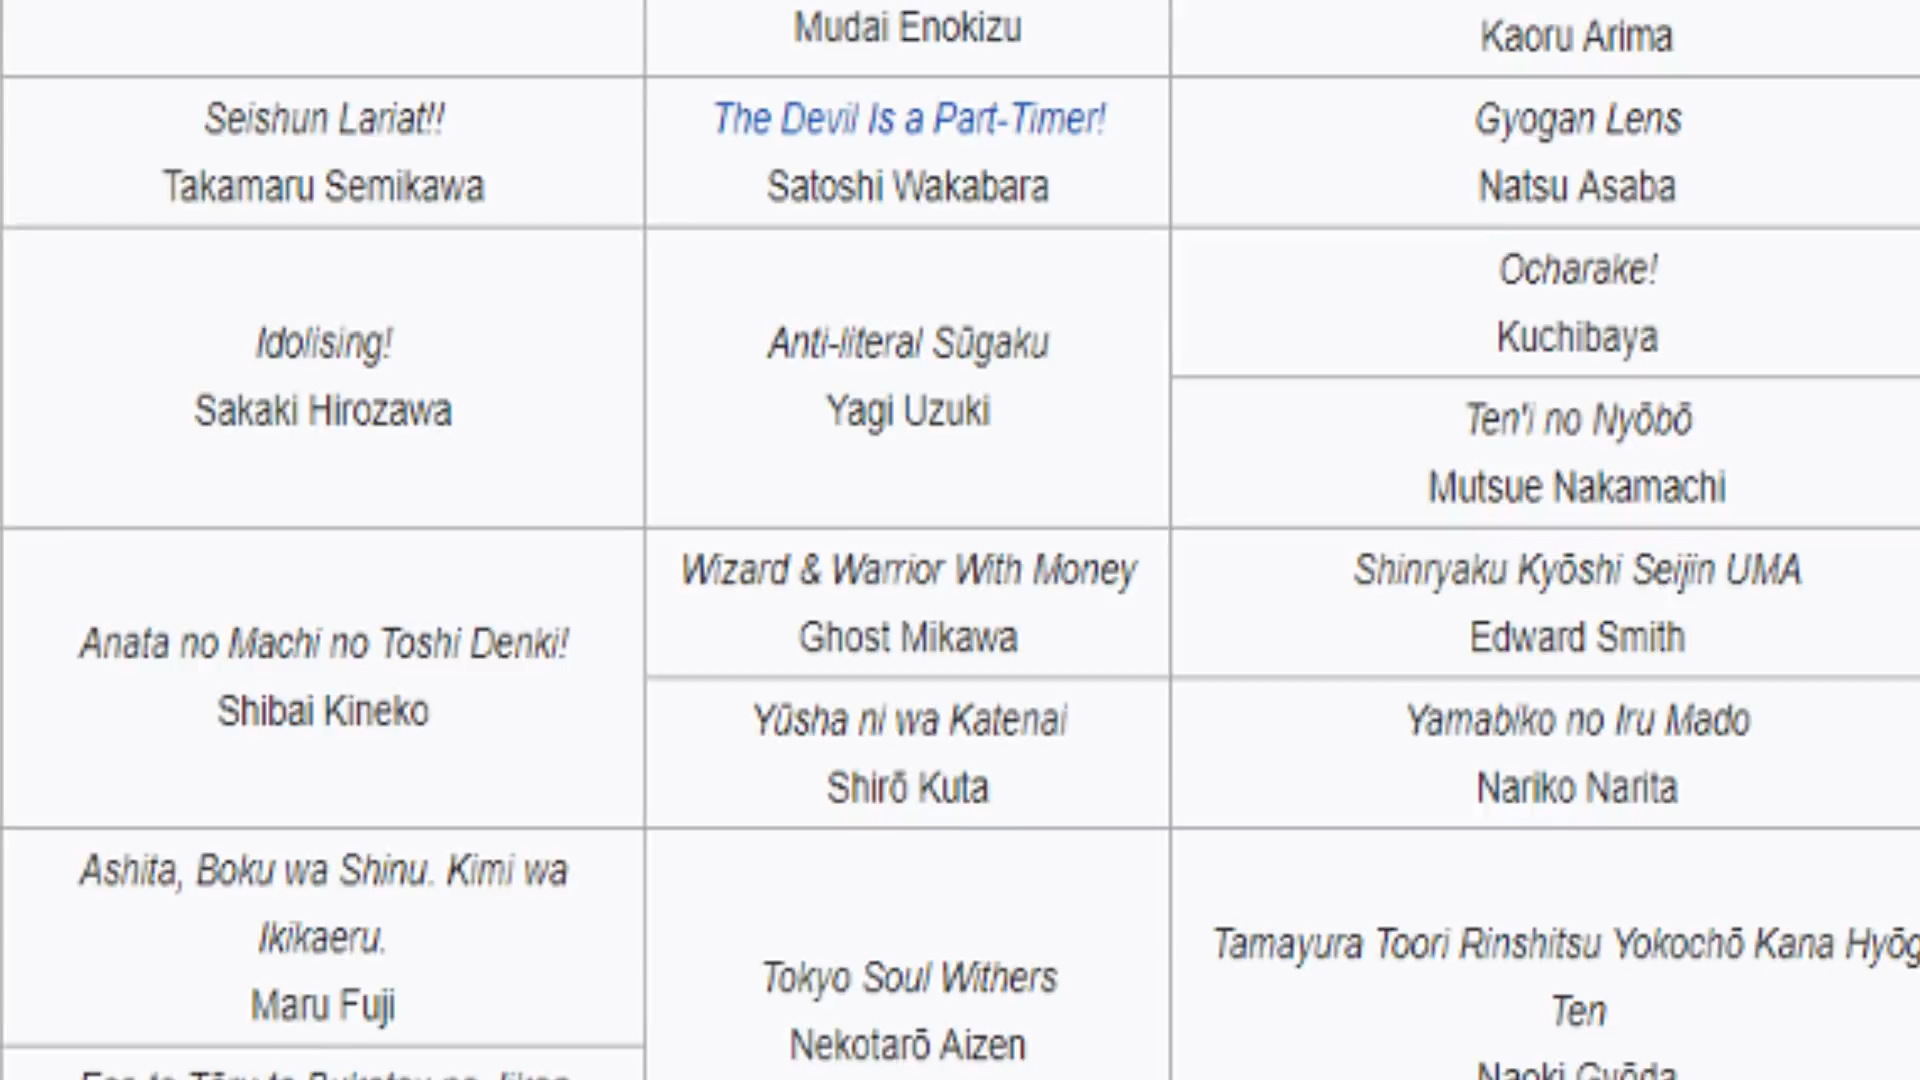 Mudai Enokizu
Kaoru Arima
Seishun Lariat!!
Takamaru Semikawa
The Devil Is a Part-Timer!
Satoshi Wakabara
Gyogan Lens
Natsu Asaba
Idolising!
Sakaki Hirozawa
Anti-literal Sūgaku
Yagi Uzuki
Ocharake!
Kuchibaya
Ten'i no Nyōbō
Mutsue Nakamachi
Anata no Machi no Toshi Denki!
Shibai Kineko
Wizard & Warrior With Money
Ghost Mikawa
Shinryaku Kyōshi Seijin UMA
Edward Smith
Yūsha ni wa Katenai
Shirō Kuta
Yamabiko no Iru Mado
Nariko Narita
Ashita, Boku wa Shinu. Kimi wa
Ikikaeru.
Maru Fuji
Tokyo Soul Withers
Nekotarō Aizen
Tamayura Toori Rinshitsu Yokochō Kana Hyōg
Ten
Naoki Gyōda